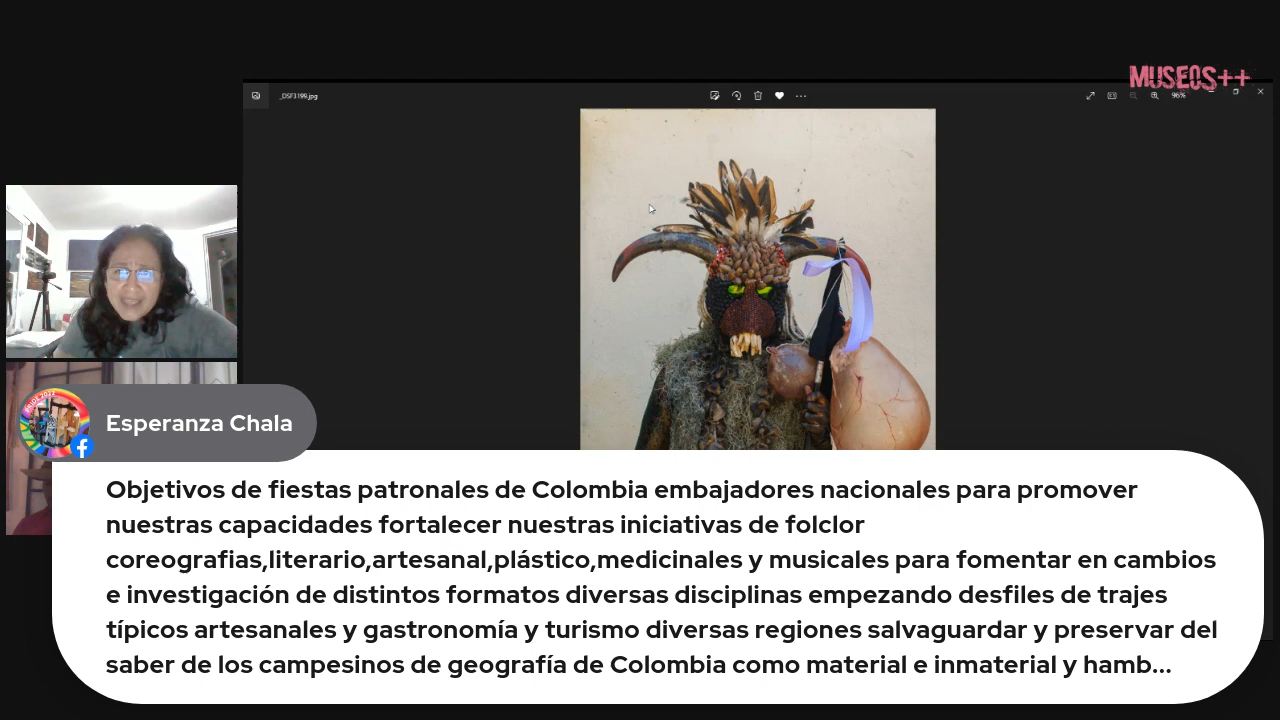 MUSEOS++
_DSF3199.jpg
96%
PRIDE 2022
Esperanza Chala
Objetivos de fiestas patronales de Colombia embajadores nacionales para promover
nuestras capacidades fortalecer nuestras iniciativas de folclor
coreografias,literario,artesanal,plástico,medicinales y musicales para fomentar en cambios
e investigación de distintos formatos diversas disciplinas empezando desfiles de trajes
típicos artesanales y gastronomía y turismo diversas regiones salvaguardar y preservar del
saber de los campesinos de geografía de Colombia como material e inmaterial y hamb...